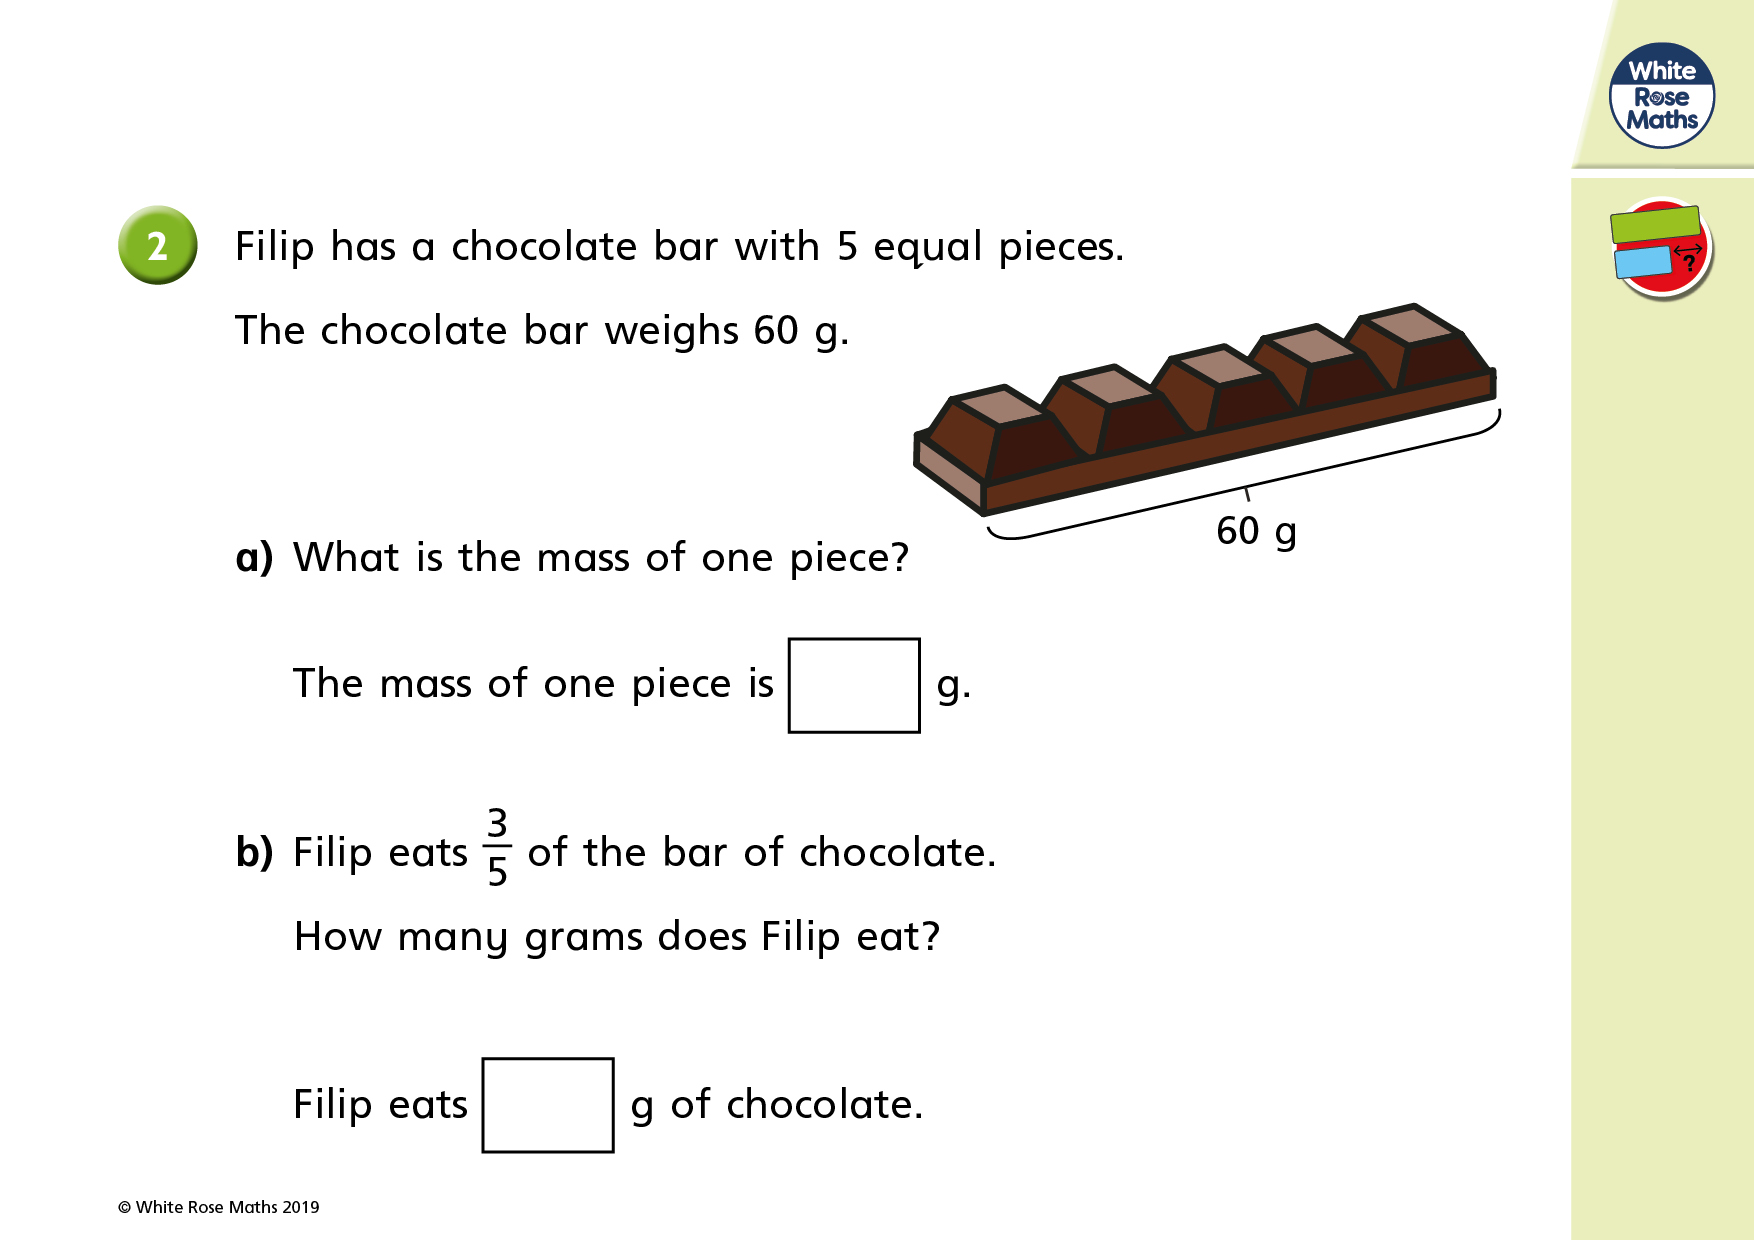 White
Rose
Maths
2 Filip has a chocolate bar with 5 equal pieces.
?
The chocolate bar weighs 60 g.
60 g
a) What is the mass of one piece?
The mass of one piece is g.
b) Filip eats 3/5 of the bar of chocolate.
How many grams does Filip eat?
Filip eats g of chocolate.
© White Rose Maths 2019